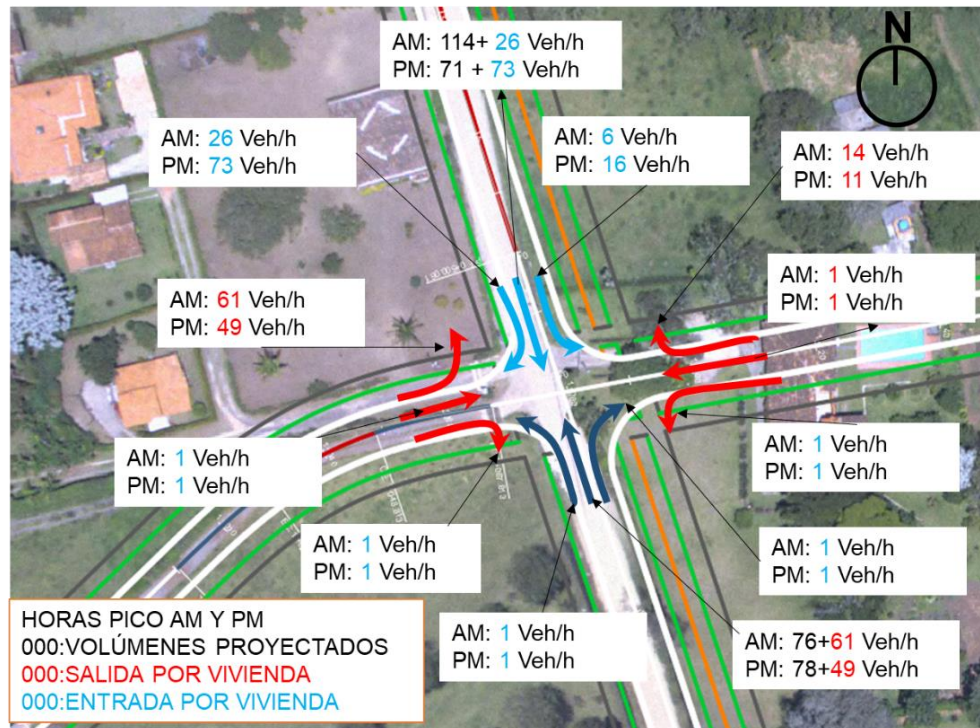 AM: 114+ 26 Veh/h
PM: 71 + 73 Veh/h
N
AM: 26 Veh/h
PM: 73 Veh/h
AM: 6 Veh/h
PM: 16 Veh/h
AM: 14 Veh/h
PM: 11 Veh/h
AM: 61 Veh/h
PM: 49 Veh/h
AM: 1 Veh/h
PM: 1 Veh/h
AM: 1 Veh/h
PM: 1 Veh/h
AM: 1 Veh/h
PM: 1 Veh/h
AM: 1 Veh/h
PM: 1 Veh/h
AM: 1 Veh/h
PM: 1 Veh/h
AM: 1 Veh/h
PM: 1 Veh/h
AM: 76+61 Veh/h
PM: 78+49 Veh/h
HORAS PICO AM Y PM
000:VOLÚMENES PROYECTADOS
000:SALIDA POR VIVIENDA
000:ENTRADA POR VIVIENDA